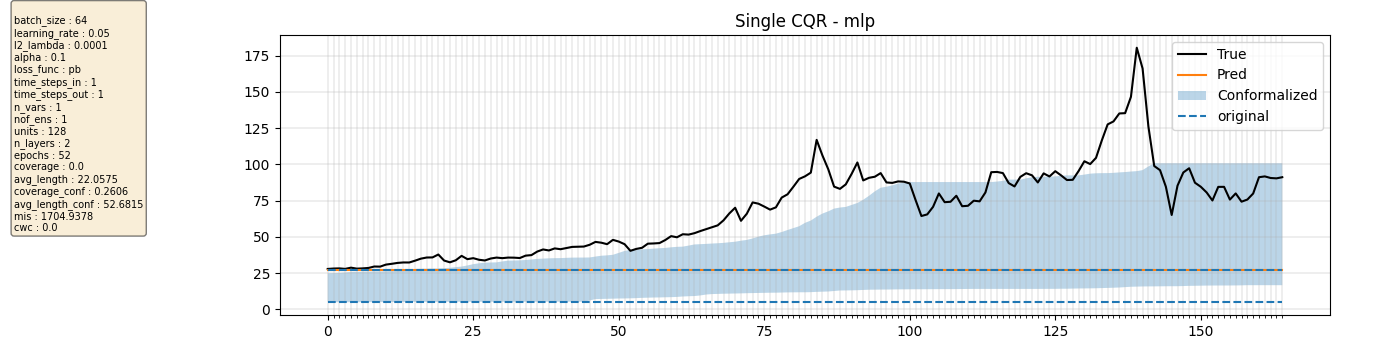 batch_size : 64
learning_rate : 0.05
l2_lambda : 0.0001
alpha : 0.1
loss_func : pb
time_steps_in : 1
time_steps_out : 1
n_vars : 1
nof_ens : 1
units : 128
n_layers : 2
epochs : 52
coverage : 0.0
avg_length : 22.0575
coverage_conf : 0.2606
avg_length_conf : 52.6815
mis : 1704.9378
cwc : 0.0
Single CQR - mlp
True
Pred
Conformalized
original
175
150
125
100
75
50
25
0
0 25 50 75 100 125 150